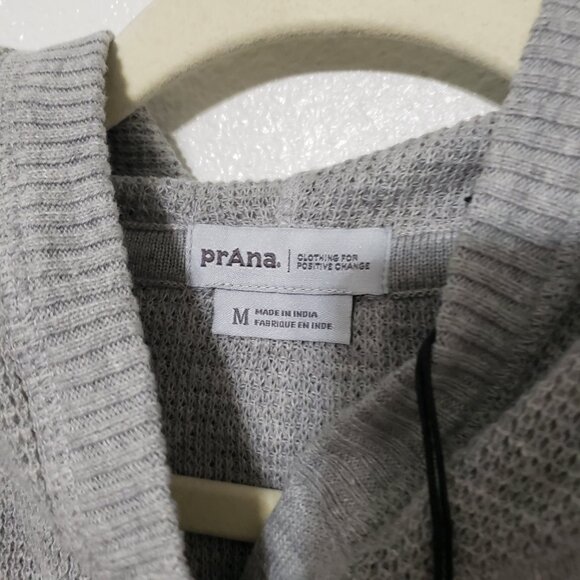 prAna.
CLOTHING FOR
POSITIVE CHANGE
M
MADE IN INDIA
FABRIQUE EN INDE